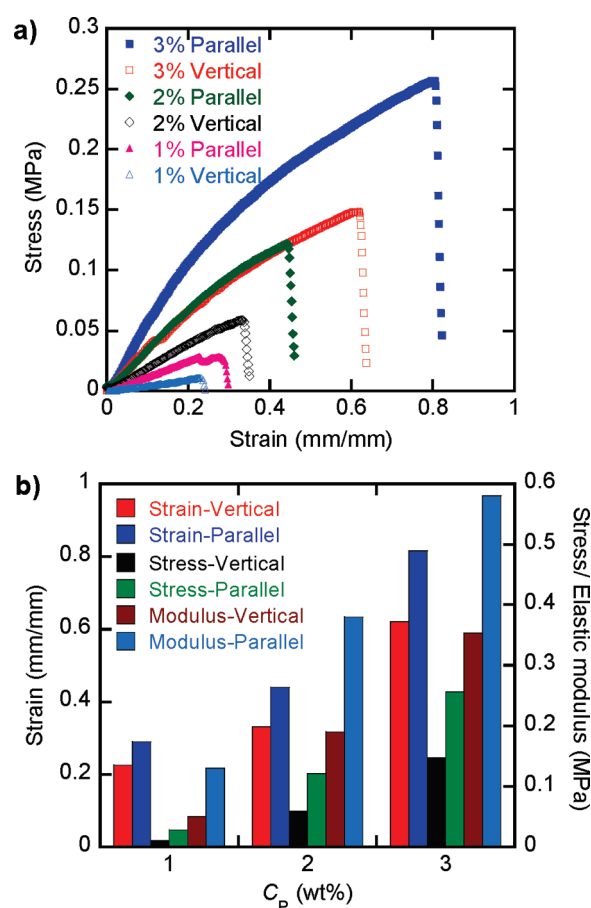 a)
0.3
0.25
0.2
0.15
0.1
0.05
0
Stress (MPa)
3% Parallel
3% Vertical
2% Parallel
2% Vertical
1% Parallel
1% Vertical
0 0.2 0.4 0.6 0.8 1
Strain (mm/mm)
b)
1
0.8
0.6
0.4
0.2
0
Strain (mm/mm)
Strain-Vertical
Strain-Parallel
Stress-Vertical
Stress-Parallel
Modulus-Vertical
Modulus-Parallel
0.6
0.5
0.4
0.3
0.2
0.1
0
Stress/ Elastic modulus (MPa)
1 2 3
C_P (wt%)